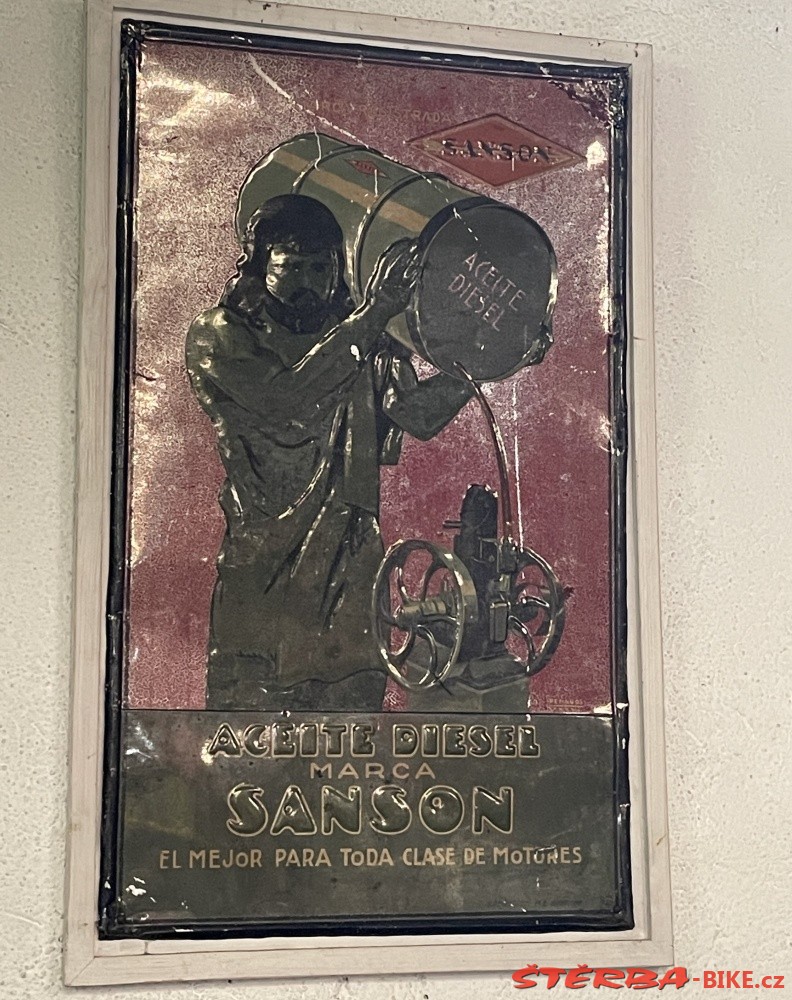 SANSON
ACEITE
DIESEL
ACEITE DIESEL
MARCA
SANSON
EL MEJOR PARA TODA CLASE DE MOTORES
ŠTĚRBA-BIKE.cz